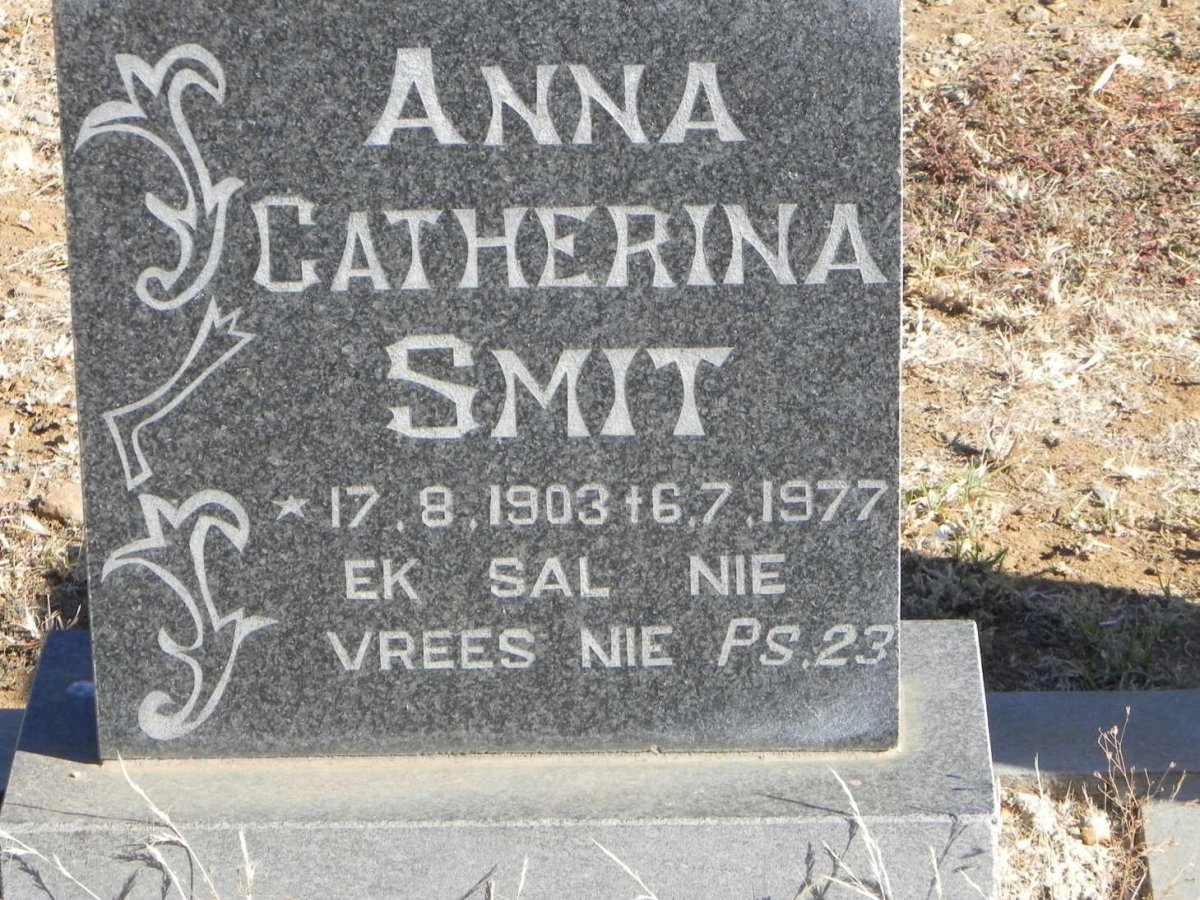 ANNA
CATHERINA
SMIT
★ 17.8.1903 † 6.7.1977
EK SAL NIE
VREES NIE Ps.23